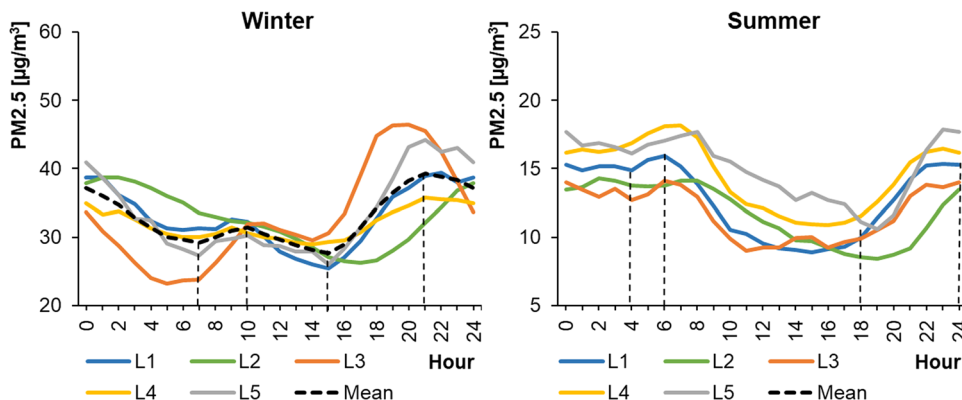 Winter
PM2.5 [µg/m³]
60
50
40
30
20
0 2 4 6 8 10 12 14 16 18 20 22 24
Hour
L1 L2 L3
L4 L5 Mean
Summer
PM2.5 [µg/m³]
25
20
15
10
5
0 2 4 6 8 10 12 14 16 18 20 22 24
Hour
L1 L2 L3
L4 L5 Mean